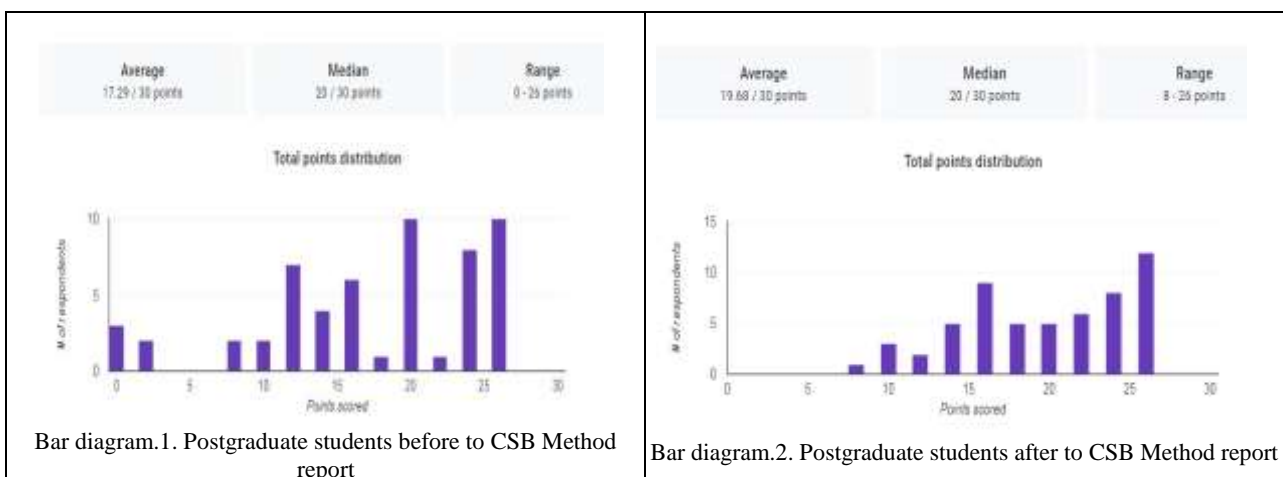 Average
17.29 / 30 points
Median
20 / 30 points
Range
0 - 26 points
Total points distribution
# of respondents
10
5
0
0
5
10
15
20
25
30
Points scored
Bar diagram.1. Postgraduate students before to CSB Method
report
Average
19.68 / 30 points
Median
20 / 30 points
Range
8 - 26 points
Total points distribution
# of respondents
15
10
5
0
0
5
10
15
20
25
30
Points scored
Bar diagram.2. Postgraduate students after to CSB Method report